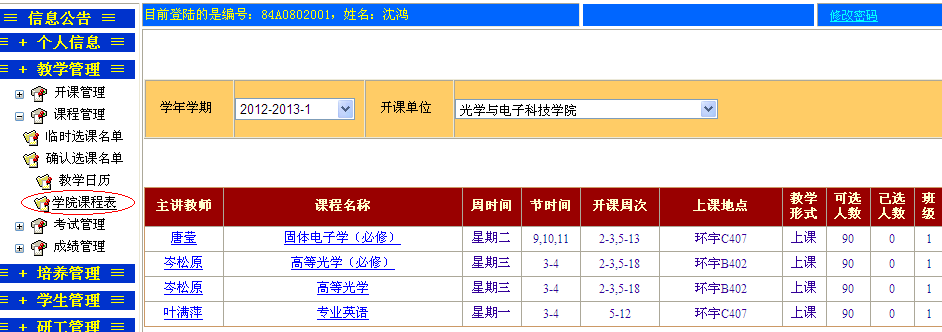 信息公告
目前登陆的是编号：84A0802001，姓名：沈鸿
修改密码
+ 个人信息
+ 教学管理
开课管理
课程管理
临时选课名单
确认选课名单
教学日历
学院课程表
考试管理
成绩管理
+ 培养管理
+ 学生管理
+ 研工管理
学年学期 2012-2013-1 开课单位 光学与电子科技学院
主讲教师 课程名称 周时间 节时间 开课周次 上课地点 教学形式 可选人数 已选人数 班级
唐莹 固体电子学（必修） 星期二 9,10,11 2-3,5-13 环宇C407 上课 90 0 1
岑松原 高等光学（必修） 星期三 3-4 2-3,5-18 环宇B402 上课 90 0 1
岑松原 高等光学 星期三 3-4 2-3,5-18 环宇B402 上课 90 0 1
叶满萍 专业英语 星期一 3-4 5-12 环宇C407 上课 90 0 1